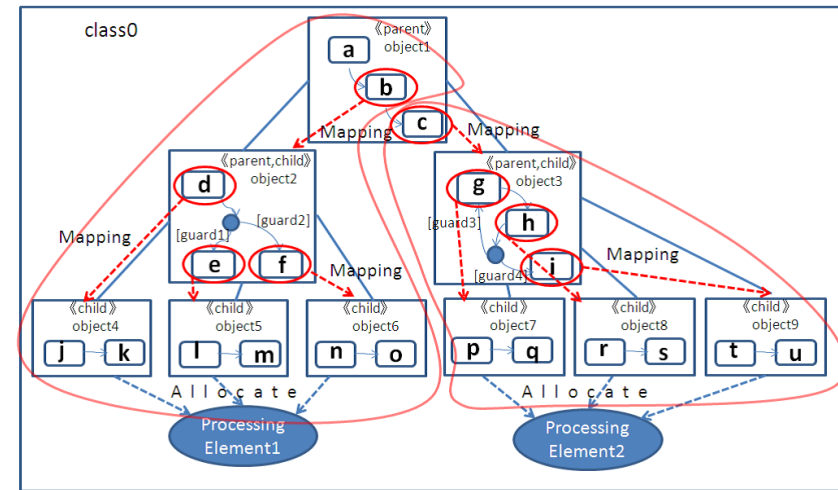 class0
《parent》
object1
a
b
c
Mapping
Mapping
《parent,child》
object2
d
[guard1]
[guard2]
e
f
《parent,child》
object3
g
[guard3]
h
[guard4]
i
Mapping
Mapping
Mapping
《child》
object4
j
k
《child》
object5
l
m
《child》
object6
n
o
《child》
object7
p
q
《child》
object8
r
s
《child》
object9
t
u
Allocate
Allocate
Processing
Element1
Processing
Element2